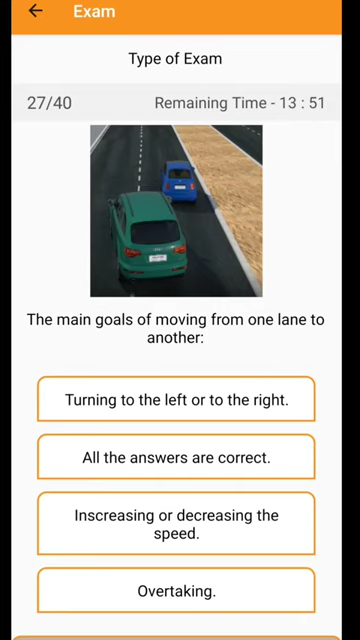 Exam
Type of Exam
27/40
Remaining Time - 13 : 51
The main goals of moving from one lane to
another:
Turning to the left or to the right.
All the answers are correct.
Inscreasing or decreasing the
speed.
Overtaking.